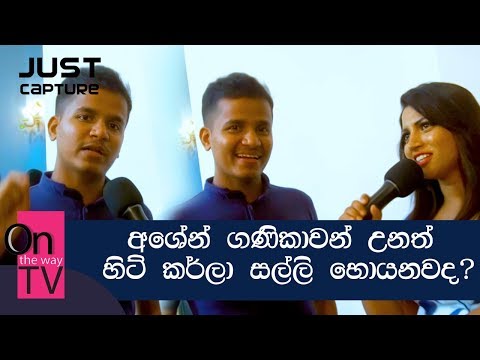 JUST
CAPTURE
On
the way
TV
අශේන් ගණිකාවන් උනත්
හිට් කර්ලා සල්ලි හොයනවද?